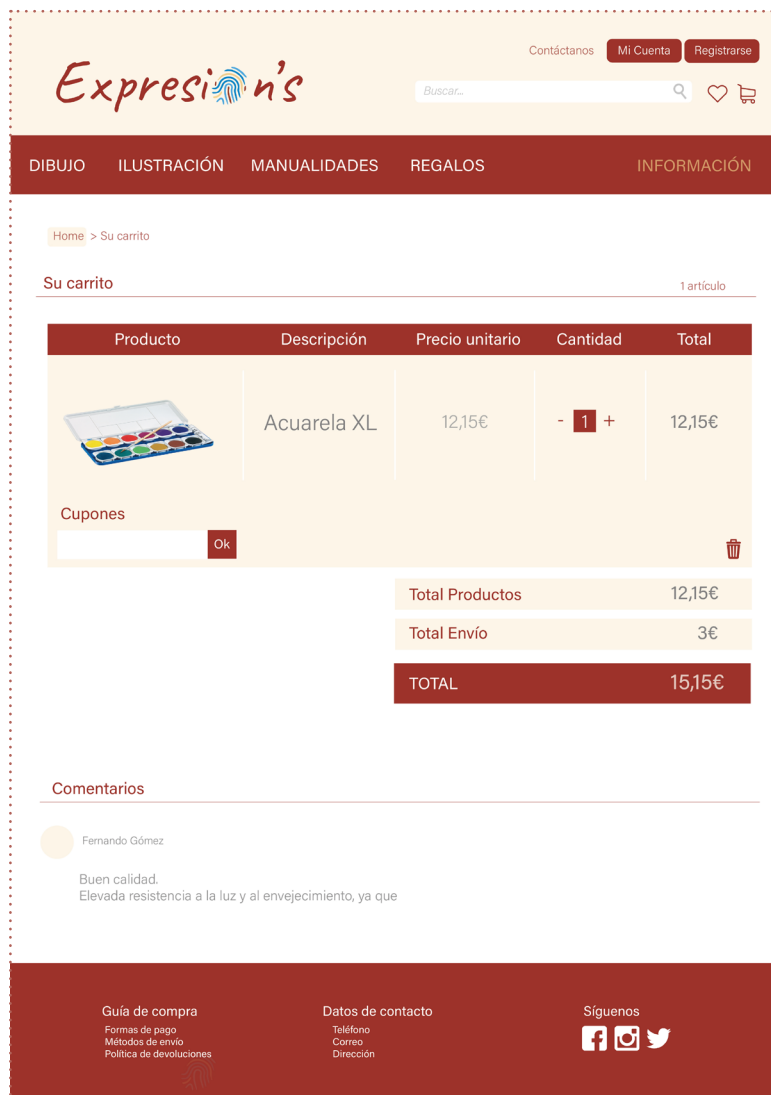 Contáctanos Mi Cuenta Registrarse
Expresion's
Buscar...
DIBUJO ILUSTRACIÓN MANUALIDADES REGALOS INFORMACIÓN
Home > Su carrito
Su carrito 1 artículo
Producto Descripción Precio unitario Cantidad Total
Acuarela XL 12,15€ - 1 + 12,15€
Cupones
Ok
Total Productos 12,15€
Total Envío 3€
TOTAL 15,15€
Comentarios
Fernando Gómez
Buen calidad.
Elevada resistencia a la luz y al envejecimiento, ya que
Guía de compra
Formas de pago
Métodos de envío
Política de devoluciones
Datos de contacto
Teléfono
Correo
Dirección
Síguenos